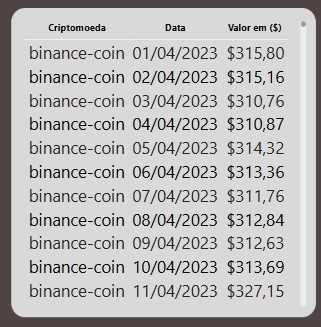 Criptomoeda Data Valor em ($)
binance-coin 01/04/2023 $315,80
binance-coin 02/04/2023 $315,16
binance-coin 03/04/2023 $310,76
binance-coin 04/04/2023 $310,87
binance-coin 05/04/2023 $314,32
binance-coin 06/04/2023 $313,36
binance-coin 07/04/2023 $311,76
binance-coin 08/04/2023 $312,84
binance-coin 09/04/2023 $312,63
binance-coin 10/04/2023 $313,69
binance-coin 11/04/2023 $327,15